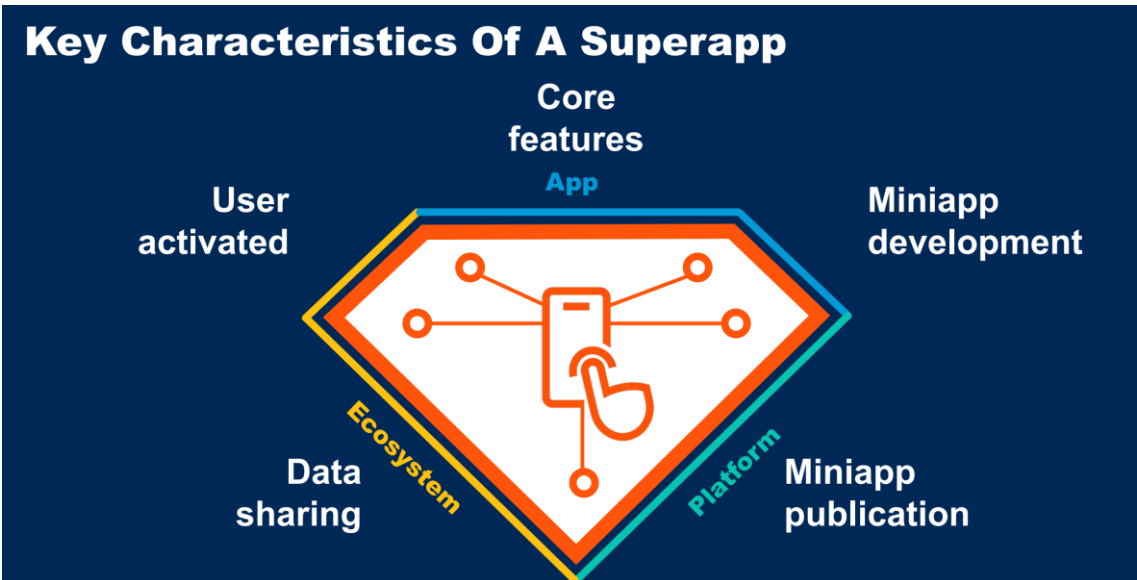 Key Characteristics Of A Superapp
Core
features
App
User
activated
Miniapp
development
Ecosystem
Platform
Data
sharing
Miniapp
publication